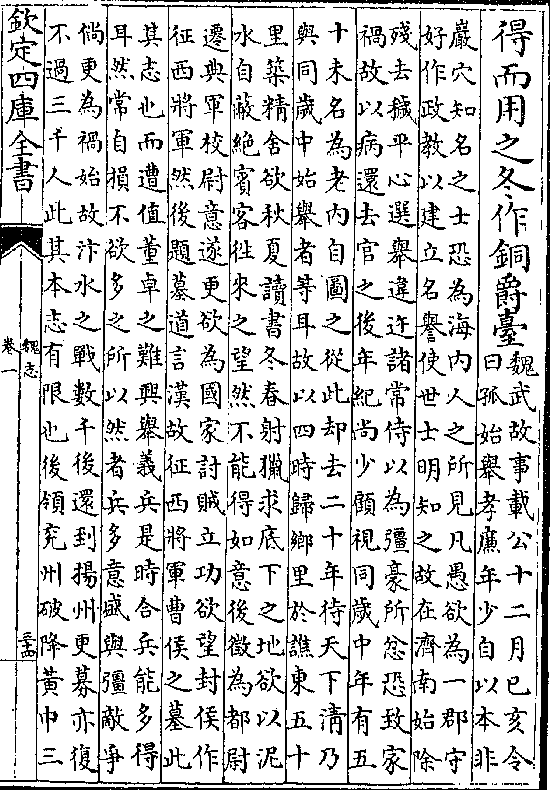 得而用之冬作銅爵臺
魏武故事載公十二月已亥令
曰孤始舉孝廉年少自以本非
巖穴知名之士恐為海內人之所見凡愚欲為一郡守
好作政教以建立名譽使世士明知之故在濟南始除
殘去穢平心選舉違迕諸常侍以為彊豪所忿恐致家
禍故以病還去官之後年紀尚少顧視同歲中年有五
十未名為老內自圖之從此却去二十年待天下清乃
與同歲中始舉者等耳故以四時歸鄉里於譙東五十
里築精舍欲秋夏讀書冬春射獵求底下之地欲以泥
水自蔽絕賓客徃來之望然不能得如意後徵為都尉
遷典軍校尉意遂更欲為國家討賊立功欲望封侯作
征西將軍然後題墓道言漢故征西將軍曹侯之墓此
其志也而遭值董卓之難興舉義兵是時合兵能多得
耳然常自損不欲多之所以然者兵多意盛與彊敵爭
倘更為禍始故汴水之戰數千後還到揚州更募亦復
不過三千人此其本志有限也後領兗州破降黃巾三
欽定四庫全書
魏志
卷一